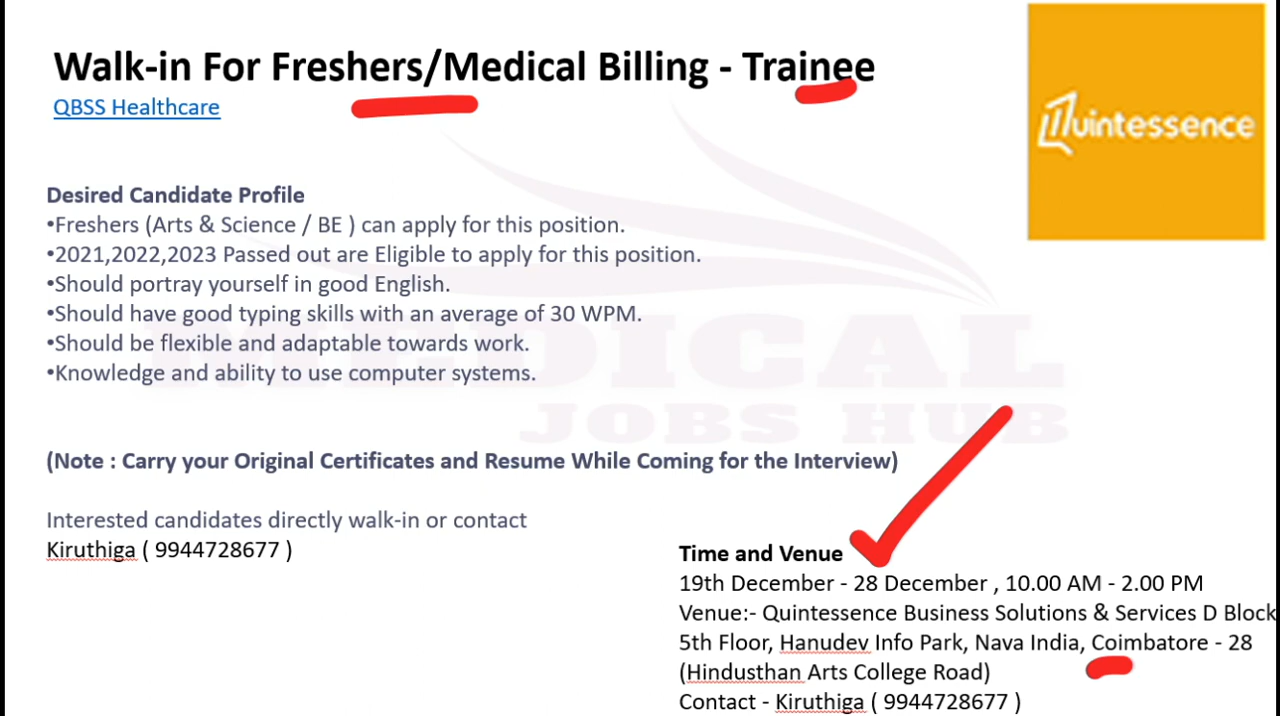 Walk-in For Freshers/Medical Billing - Trainee
QBSS Healthcare
Quintessence
Desired Candidate Profile
•Freshers (Arts & Science / BE ) can apply for this position.
•2021,2022,2023 Passed out are Eligible to apply for this position.
•Should portray yourself in good English.
•Should have good typing skills with an average of 30 WPM.
•Should be flexible and adaptable towards work.
•Knowledge and ability to use computer systems.
MEDICAL
JOBS HUB
(Note : Carry your Original Certificates and Resume While Coming for the Interview)
Interested candidates directly walk-in or contact
Kiruthiga ( 9944728677 )
Time and Venue
19th December - 28 December , 10.00 AM - 2.00 PM
Venue:- Quintessence Business Solutions & Services D Block
5th Floor, Hanudev Info Park, Nava India, Coimbatore - 28
(Hindusthan Arts College Road)
Contact - Kiruthiga ( 9944728677 )